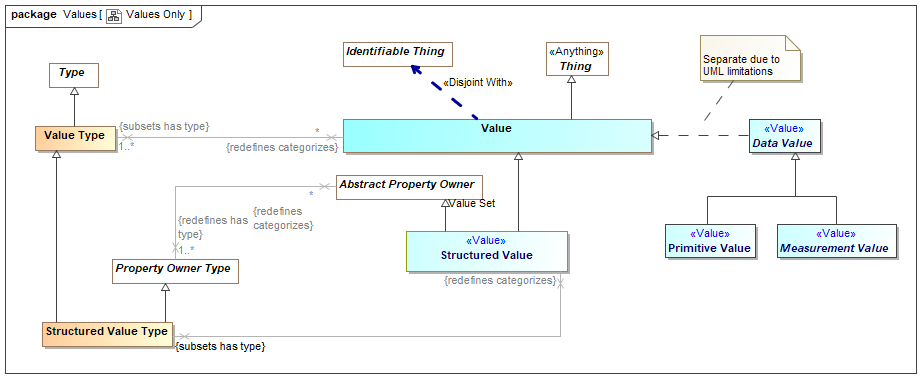 package Values [ Values Only ]
Identifiable Thing
«Anything»
Thing
Separate due to
UML limitations
Type
«Disjoint With»
{subsets has type}
*
Value
«Value»
Data Value
Value Type
1..*
{redefines categorizes}
Abstract Property Owner
*
Value Set
{redefines has
type}
{redefines
categorizes}
1..*
«Value»
Structured Value
«Value»
Primitive Value
«Value»
Measurement Value
Property Owner Type
{redefines categorizes}
Structured Value Type
{subsets has type}